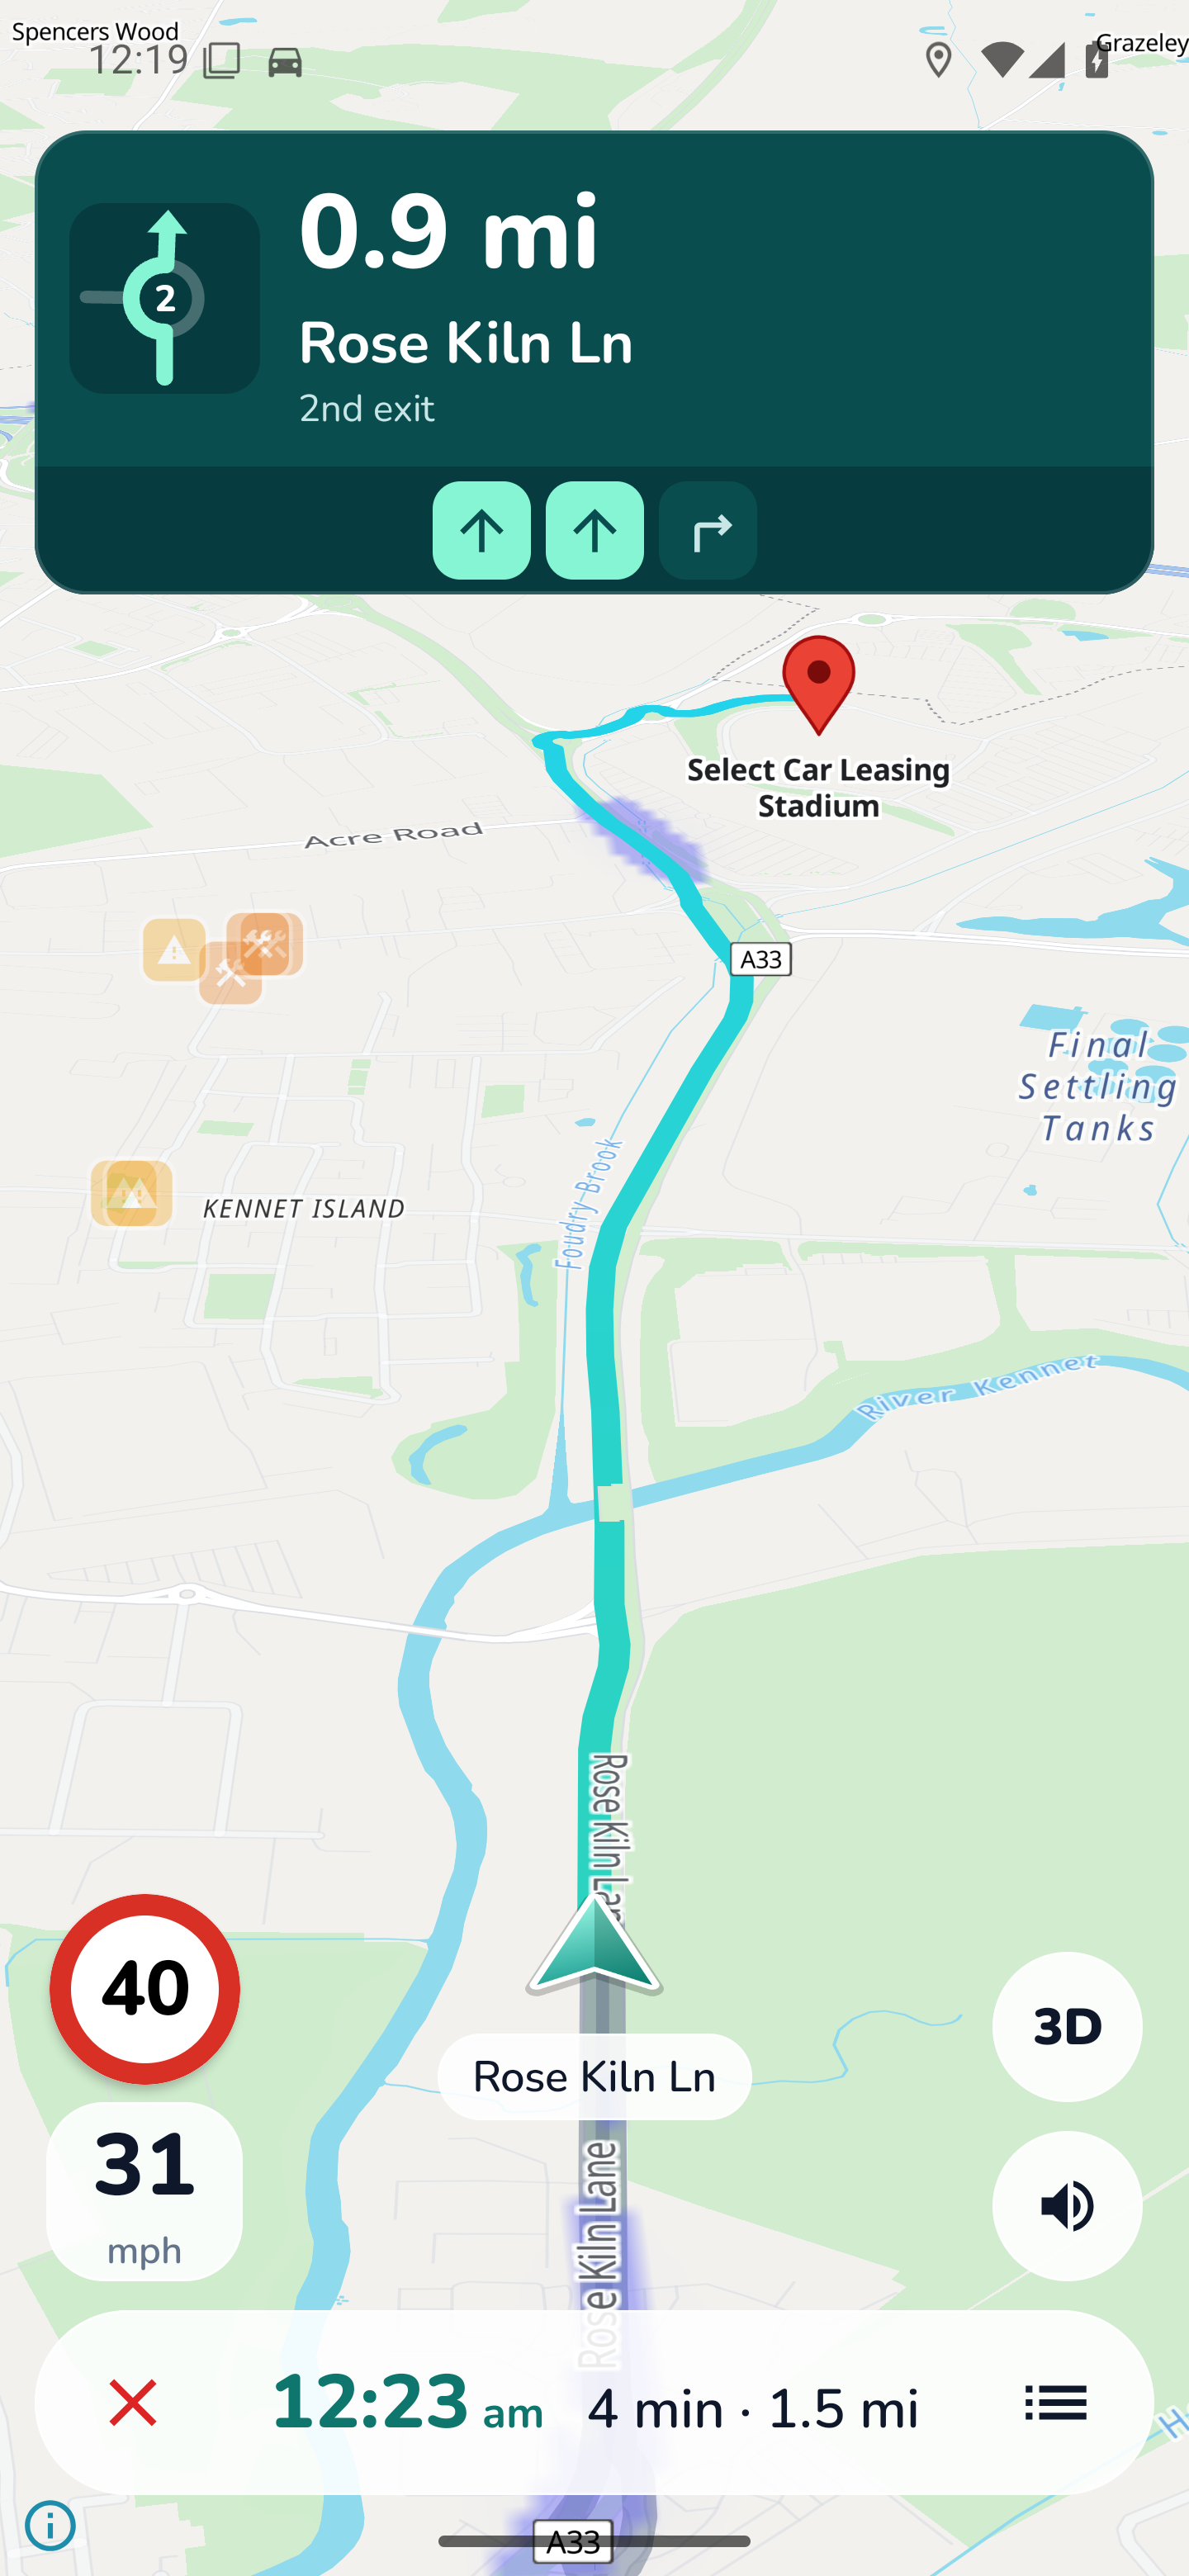 Spencers Wood
Grazeley
12:19
2
0.9 mi
Rose Kiln Ln
2nd exit
Select Car Leasing
Stadium
Acre Road
A33
Final
Settling
Tanks
KENNET ISLAND
Foudry Brook
River Kennet
Rose Kiln Lan
40
3D
Rose Kiln Ln
31
mph
Rose Kiln Lane
12:23 am
4 min · 1.5 mi
A33